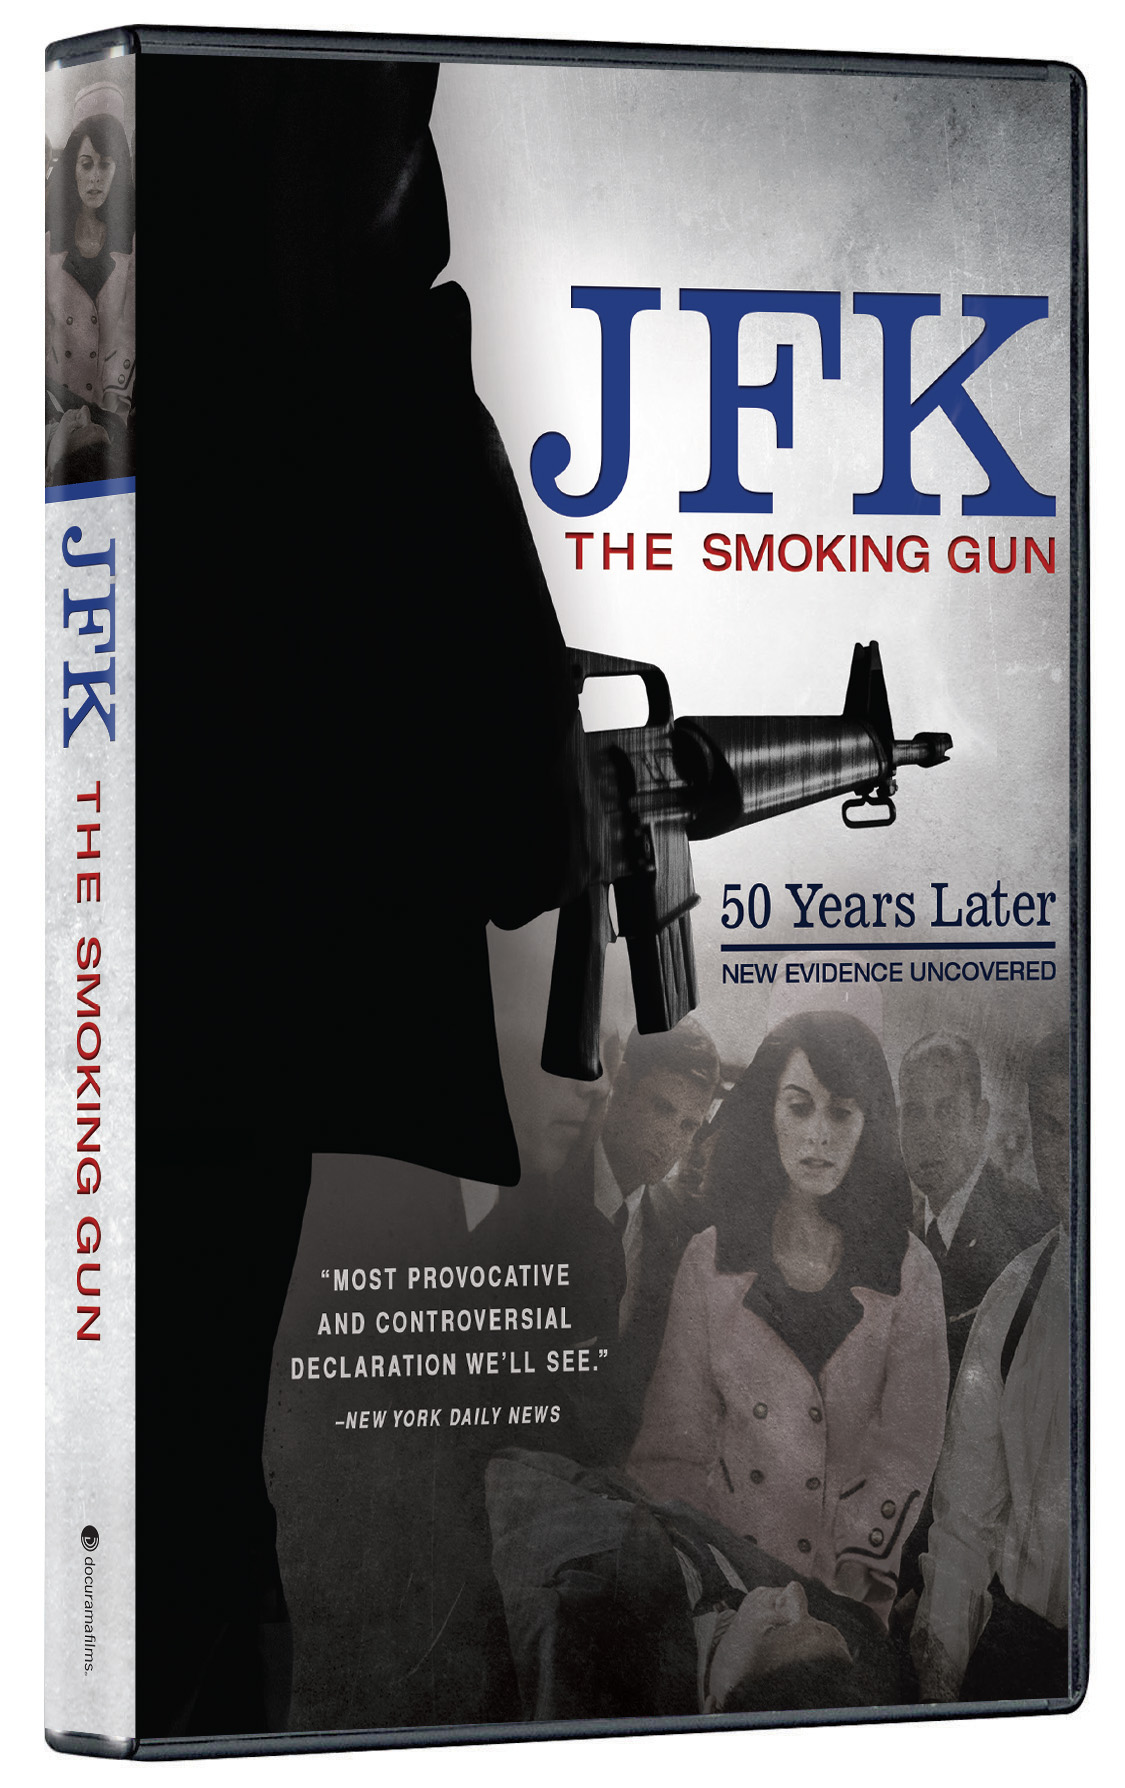 JFK
THE SMOKING GUN
50 Years Later
NEW EVIDENCE UNCOVERED
“MOST PROVOCATIVE
AND CONTROVERSIAL
DECLARATION WE’LL SEE.”
–NEW YORK DAILY NEWS
JFK THE SMOKING GUN
docuramafilms